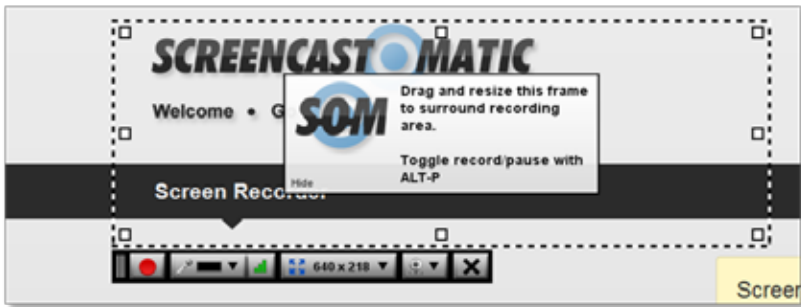 SCREENCAST MATIC
Welcome • G
SOM
Drag and resize this frame
to surround recording
area.
Toggle record/pause with
ALT-P
Hide
Screen Recorder
640 x 218
Screen